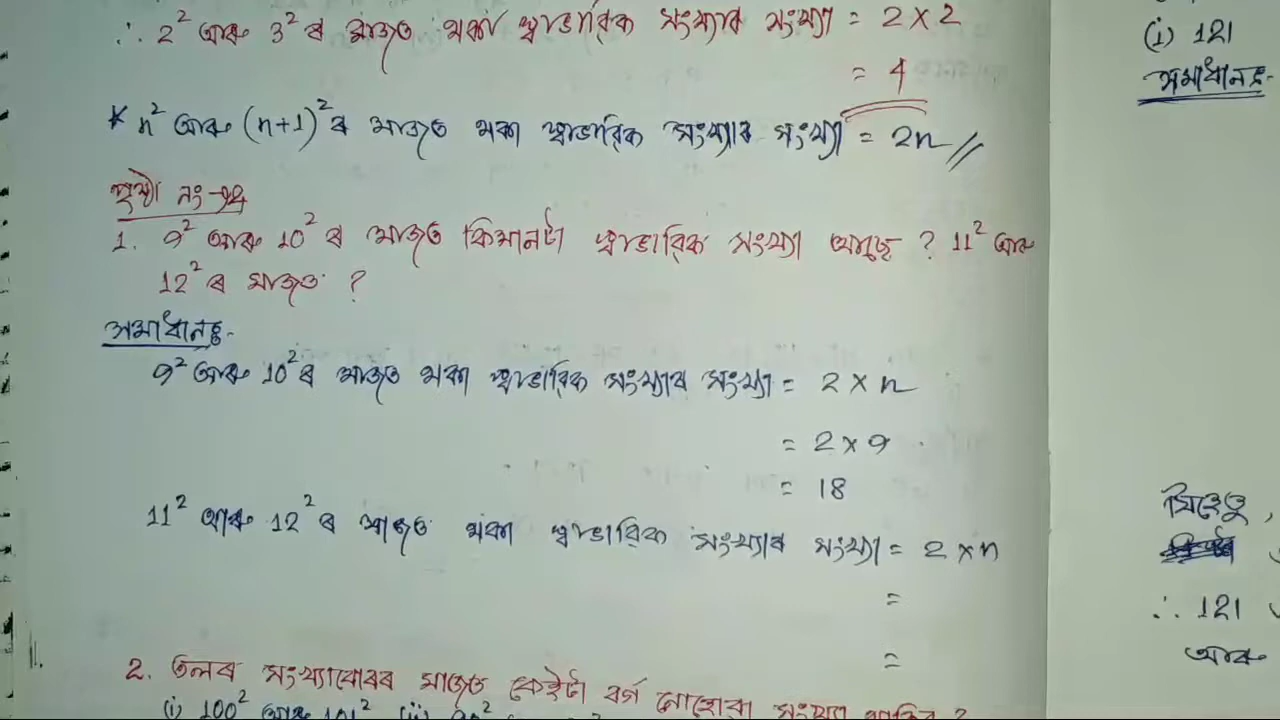 ∴ 2² আৰু 3² ৰ মাজত থকা স্বাভাৱিক সংখ্যাৰ সংখ্যা = 2 × 2
= 4
* n² আৰু (n+1)² ৰ মাজত থকা স্বাভাৱিক সংখ্যাৰ সংখ্যা = 2n //
পৃষ্ঠা নং-
1. 9² আৰু 10² ৰ মাজত কিমানটা স্বাভাৱিক সংখ্যা আছে ? 11² আৰু
12² ৰ মাজত ?
সমাধানঃ-
9² আৰু 10² ৰ মাজত থকা স্বাভাৱিক সংখ্যাৰ সংখ্যা = 2 × n
= 2 × 9
= 18
11² আৰু 12² ৰ মাজত থকা স্বাভাৱিক সংখ্যাৰ সংখ্যা = 2 × n
=
=
2. তলৰ সংখ্যাবোৰৰ মাজত কেইটা বৰ্গ নোহোৱা সংখ্যা
(i) 100² আৰু 101² (ii)
(i) 121
সমাধানঃ-
যিহেতু,
∴ 121
আৰু